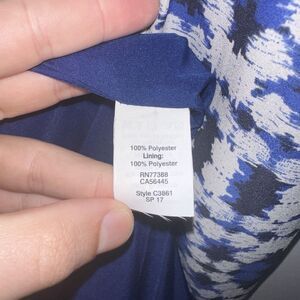 100% Polyester
Lining:
100% Polyester
RN77388
CA56445
Style C3861
SP 17